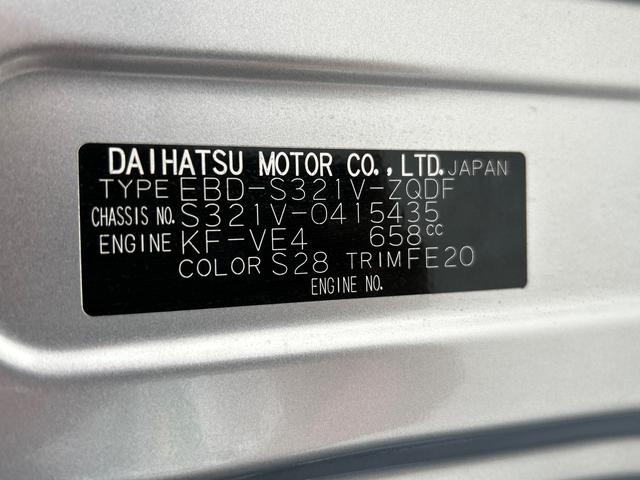 DAIHATSU MOTOR CO.,LTD. JAPAN
TYPE EBD-S321V-ZQDF
CHASSIS NO. S321V-0415435
ENGINE KF-VE4 658cc
COLOR S28 TRIM FE20
ENGINE NO.